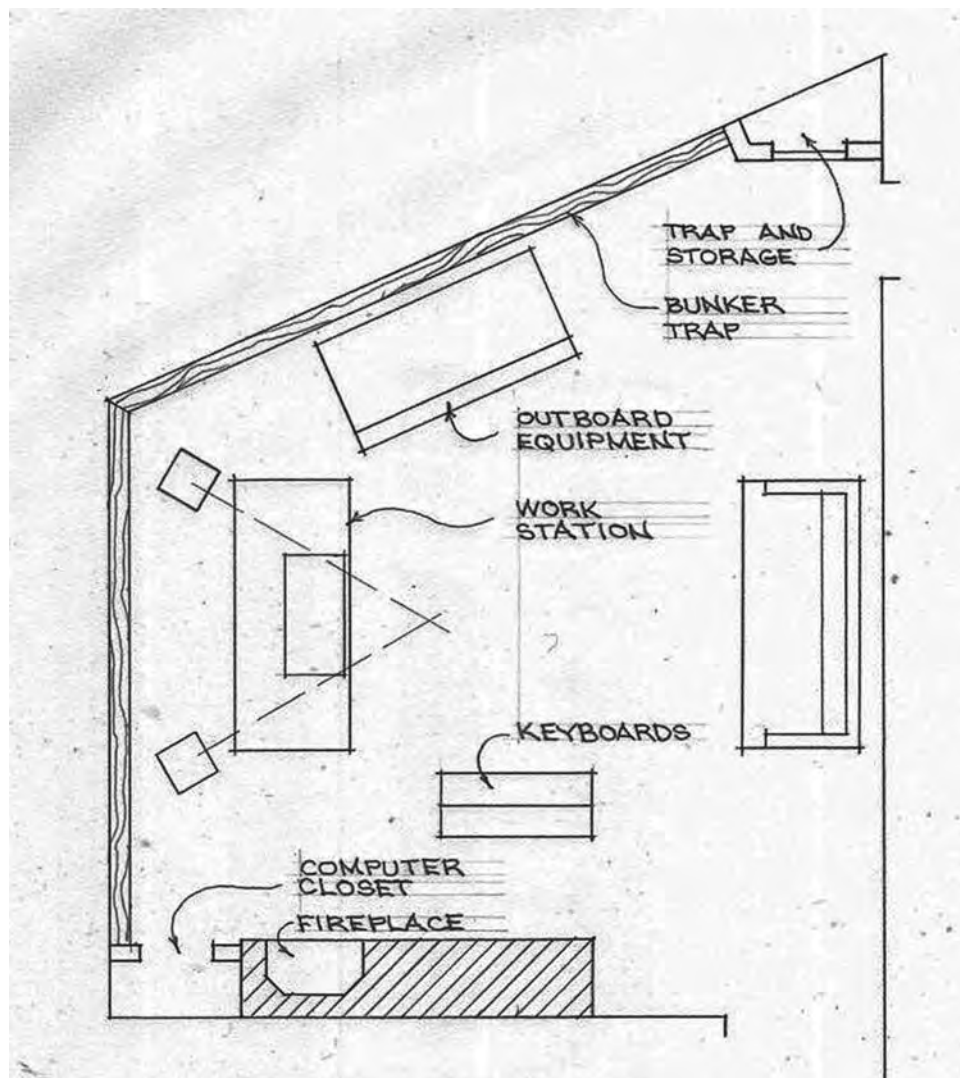 TRAP AND
STORAGE
BUNKER
TRAP
OUTBOARD
EQUIPMENT
WORK
STATION
KEYBOARDS
COMPUTER
CLOSET
FIREPLACE